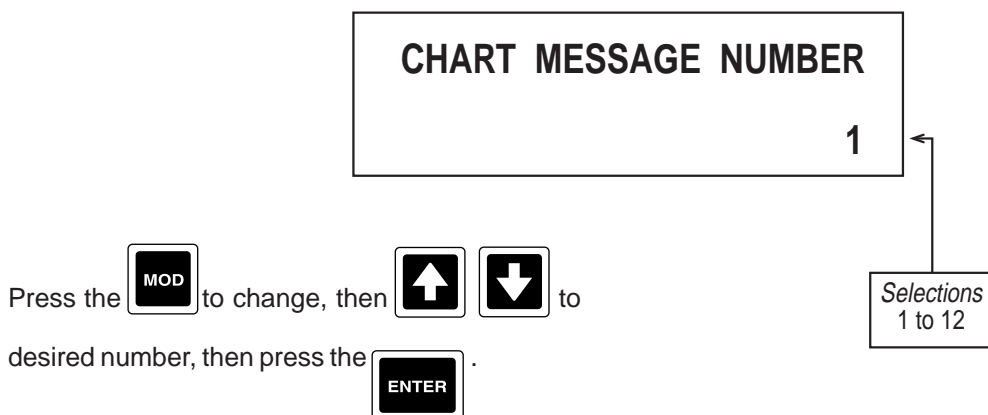 CHART MESSAGE NUMBER
1
Press the MOD to change, then to
Selections
1 to 12
desired number, then press the ENTER .